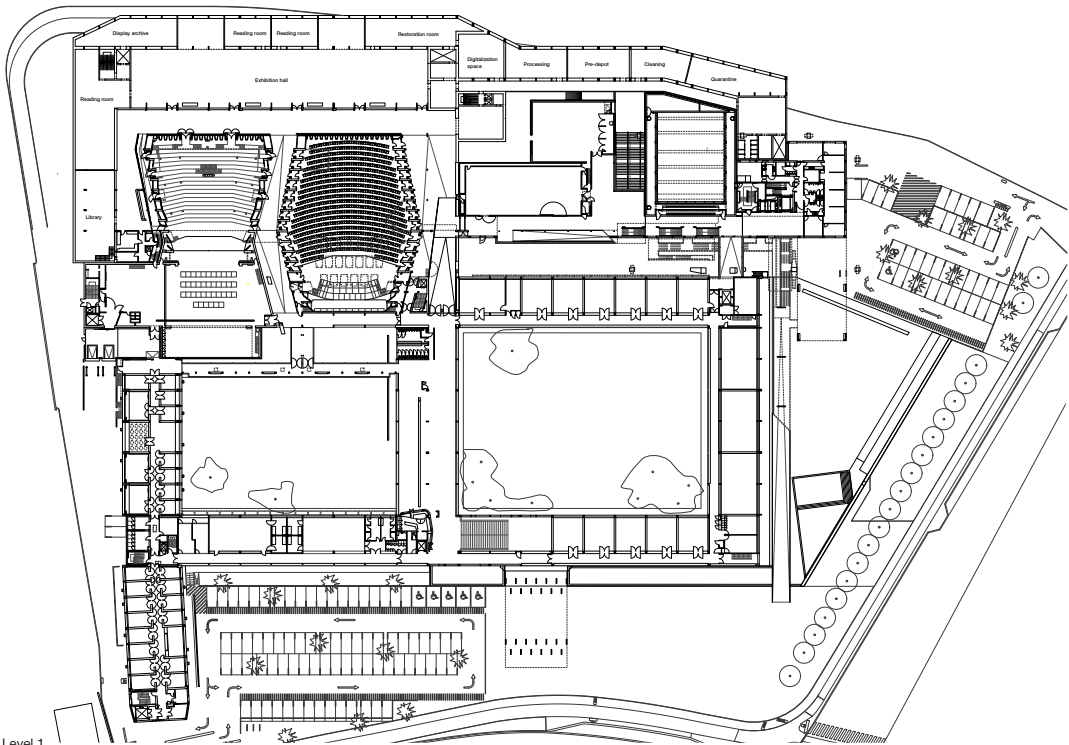 Display archive
Reading room
Reading room
Restoration room
Digitalization
space
Processing
Pre-depot
Cleaning
Quarantine
Exhibition hall
Reading room
Library
Level 1